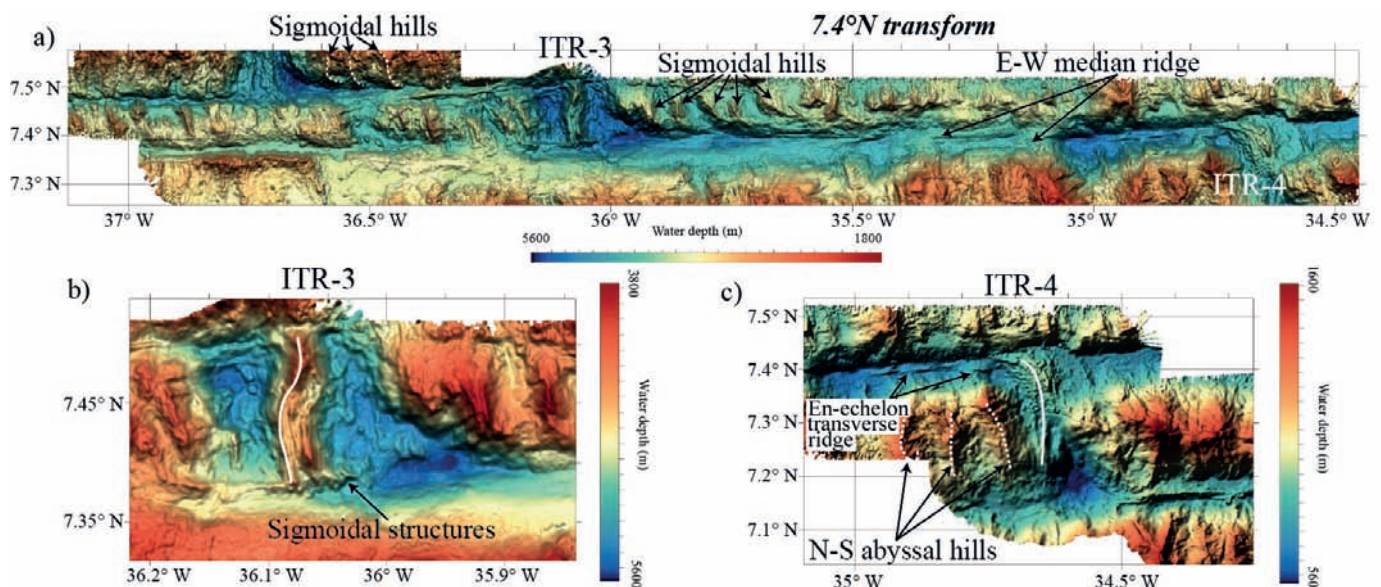 a)
Sigmoidal hills
7.4°N transform
ITR-3
Sigmoidal hills
E-W median ridge
7.5° N
7.4° N
7.3° N
ITR-4
37° W
36.5° W
36° W
35.5° W
35° W
34.5° W
Water depth (m)
5600
1800
b)
ITR-3
3800
Water depth (m)
5600
7.45° N
7.35° N
Sigmoidal structures
36.2° W
36.1° W
36° W
35.9° W
c)
ITR-4
1600
Water depth (m)
7.5° N
7.4° N
7.3° N
7.2° N
7.1° N
En-echelon
transverse
ridge
N-S abyssal hills
35° W
34.5° W